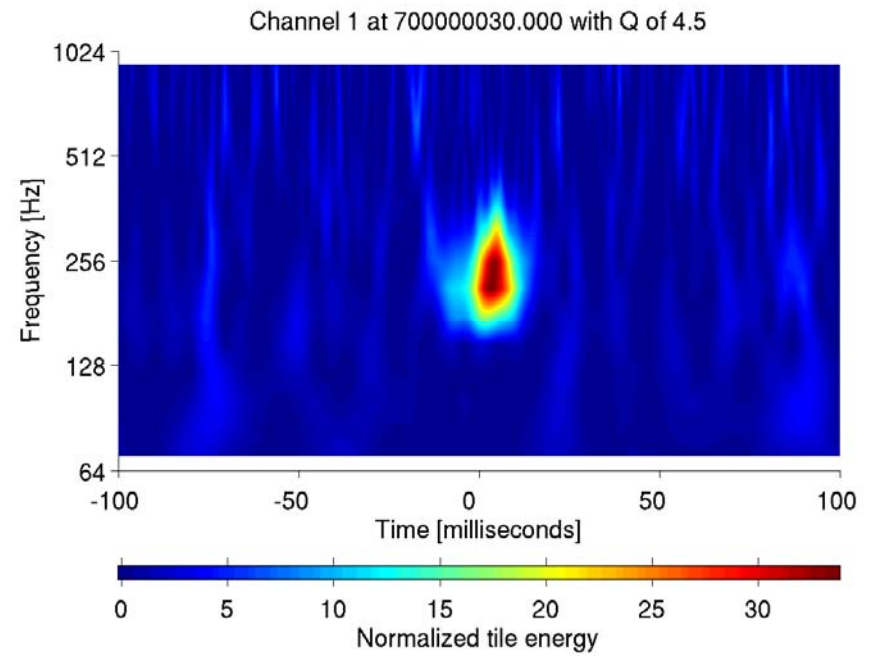 Channel 1 at 700000030.000 with Q of 4.5
1024
512
256
128
64
Frequency [Hz]
-100 -50 0 50 100
Time [milliseconds]
0 5 10 15 20 25 30
Normalized tile energy